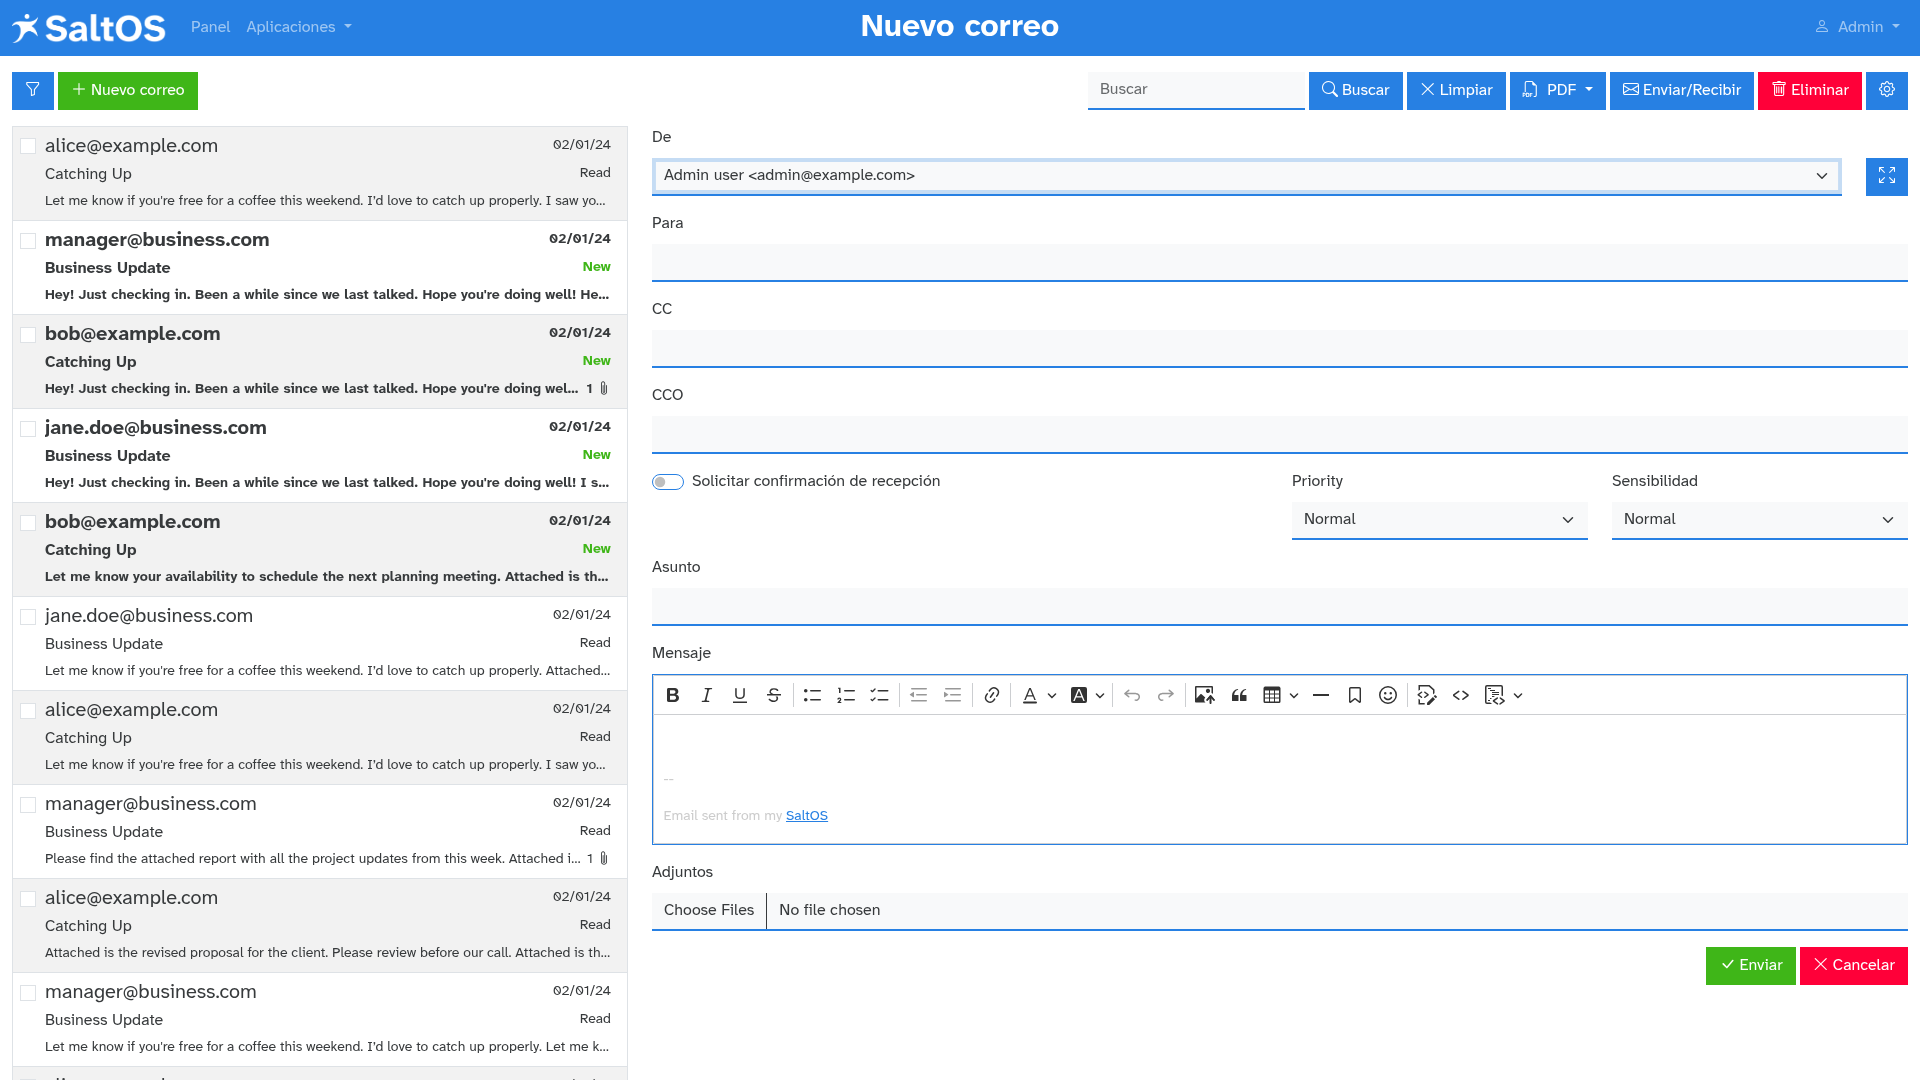 SaltOS Panel Aplicaciones Nuevo correo Admin
Nuevo correo Buscar Buscar Limpiar PDF Enviar/Recibir Eliminar
alice@example.com 02/01/24
Catching Up Read
Let me know if you're free for a coffee this weekend. I'd love to catch up properly. I saw yo...
manager@business.com 02/01/24
Business Update New
Hey! Just checking in. Been a while since we last talked. Hope you're doing well! He...
bob@example.com 02/01/24
Catching Up New
Hey! Just checking in. Been a while since we last talked. Hope you're doing wel... 1
jane.doe@business.com 02/01/24
Business Update New
Hey! Just checking in. Been a while since we last talked. Hope you're doing well! I s...
bob@example.com 02/01/24
Catching Up New
Let me know your availability to schedule the next planning meeting. Attached is th...
jane.doe@business.com 02/01/24
Business Update Read
Let me know if you're free for a coffee this weekend. I'd love to catch up properly. Attached...
alice@example.com 02/01/24
Catching Up Read
Let me know if you're free for a coffee this weekend. I'd love to catch up properly. I saw yo...
manager@business.com 02/01/24
Business Update Read
Please find the attached report with all the project updates from this week. Attached i... 1
alice@example.com 02/01/24
Catching Up Read
Attached is the revised proposal for the client. Please review before our call. Attached is th...
manager@business.com 02/01/24
Business Update Read
Let me know if you're free for a coffee this weekend. I'd love to catch up properly. Let me k...
De
Admin user <admin@example.com>
Para
CC
CCO
Solicitar confirmación de recepción
Priority
Normal
Sensibilidad
Normal
Asunto
Mensaje
--
Email sent from my SaltOS
Adjuntos
Choose Files No file chosen
Enviar Cancelar